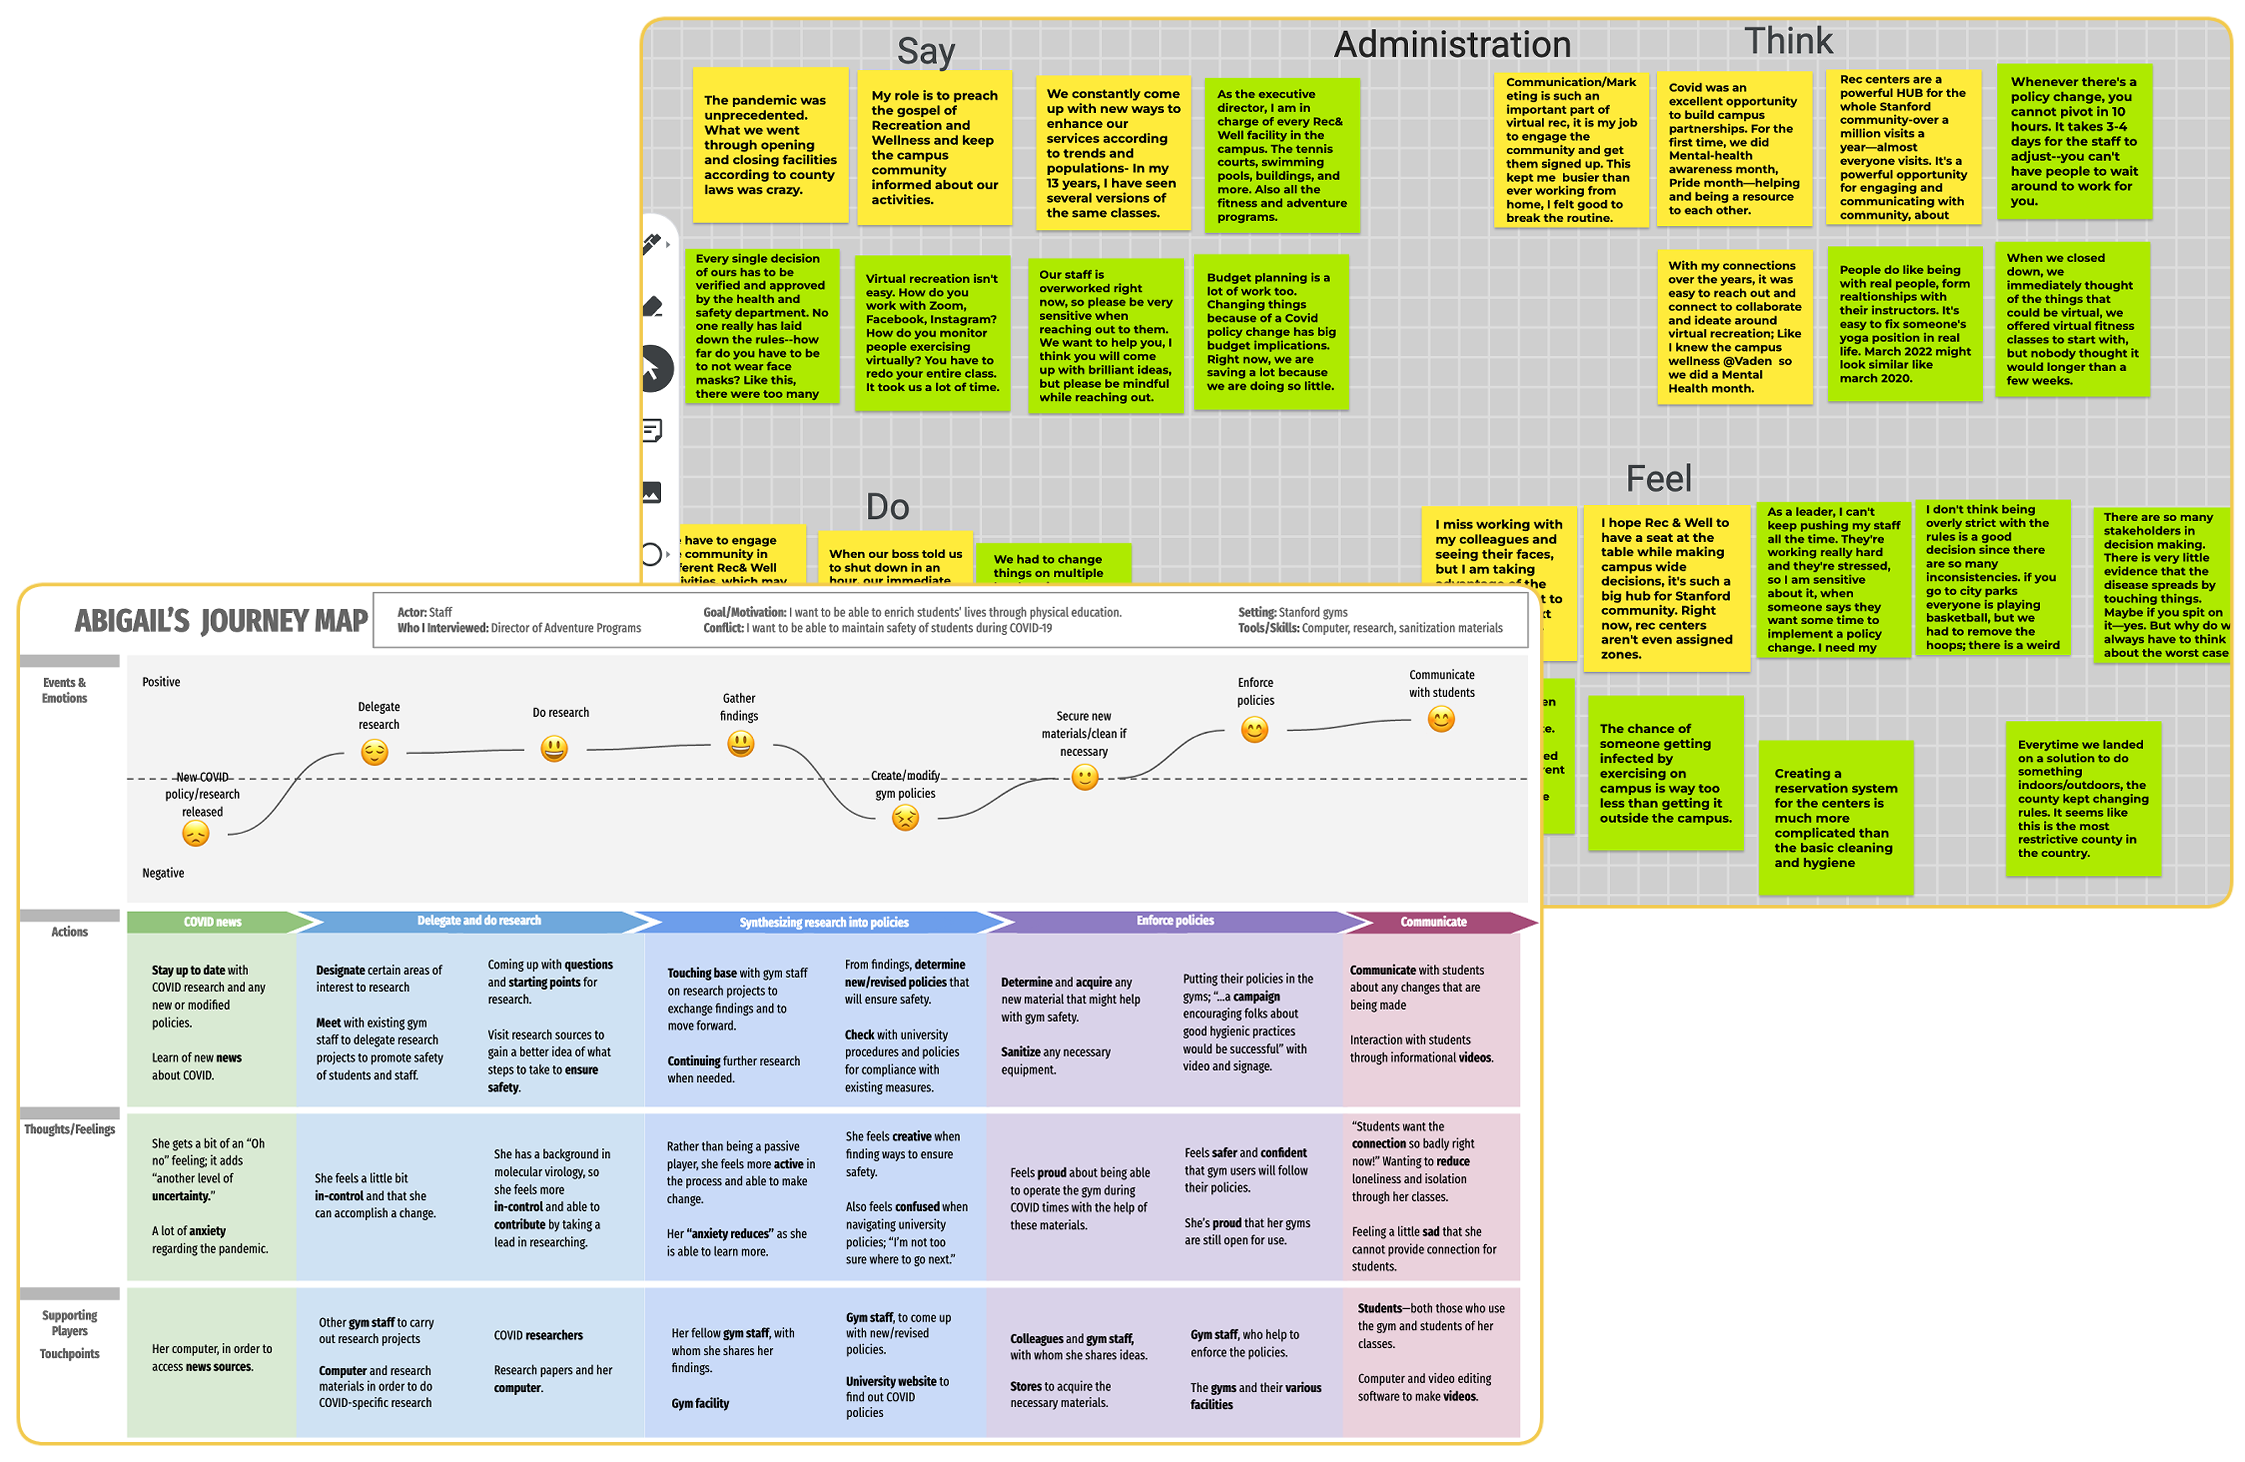 Administration
Say
The pandemic was
unprecedented.
What we went
through opening
and closing facilities
according to county
laws was crazy.
My role is to preach
the gospel of
Recreation and
Wellness and keep
the campus
community
informed about our
activities.
We constantly come
up with new ways to
enhance our
services according
to trends and
populations- In my
13 years, I have seen
several versions of
the same classes.
As the executive
director, I am in
charge of every Rec&
Well facility in the
campus. The tennis
courts, swimming
pools, buildings, and
more. Also all the
fitness and adventure
programs.
Every single decision
of ours has to be
verified and approved
by the health and
safety department. No
one really has laid
down the rules--how
far do you have to be
to not wear face
masks? Like this,
there were too many
Virtual recreation isn't
easy. How do you
work with Zoom,
Facebook, Instagram?
How do you monitor
people exercising
virtually? You have to
redo your entire class.
It took us a lot of time.
Our staff is
overworked right
now, so please be very
sensitive when
reaching out to them.
We want to help you, I
think you will come
up with brilliant ideas,
but please be mindful
while reaching out.
Budget planning is a
lot of work too.
Changing things
because of a Covid
policy change has big
budget implications.
Right now, we are
saving a lot because
we are doing so little.
Think
Communication/Mark
eting is such an
important part of
virtual rec, it is my job
to engage the
community and get
them signed up. This
kept me busier than
ever working from
home, I felt good to
break the routine.
Covid was an
excellent opportunity
to build campus
partnerships. For the
first time, we did
Mental-health
awareness month,
Pride month—helping
and being a resource
to each other.
Rec centers are a
powerful HUB for the
whole Stanford
community-over a
million visits a
year—almost
everyone visits. It's a
powerful opportunity
for engaging and
communicating with
community, about
Whenever there's a
policy change, you
cannot pivot in 10
hours. It takes 3-4
days for the staff to
adjust--you can't
have people to wait
around to work for
you.
With my connections
over the years, it was
easy to reach out and
connect to collaborate
and ideate around
virtual recreation; Like
I knew the campus
wellness @Vaden so
we did a Mental
Health month.
People do like being
with real people, form
realtionships with
their instructors. It's
easy to fix someone's
yoga position in real
life. March 2022 might
look similar like
march 2020.
When we closed
down, we
immediately thought
of the things that
could be virtual, we
offered virtual fitness
classes to start with,
but nobody thought it
would longer than a
few weeks.
Do
have to engage
community in
ferent Rec& Well
ivities, which may
When our boss told us
to shut down in an
hour, our immediate
We had to change
things on multiple
Feel
I miss working with
my colleagues and
seeing their faces,
but I am taking
advantage of the
t to
xt
I hope Rec & Well to
have a seat at the
table while making
campus wide
decisions, it's such a
big hub for Stanford
community. Right
now, rec centers
aren't even assigned
zones.
As a leader, I can't
keep pushing my staff
all the time. They're
working really hard
and they're stressed,
so I am sensitive
about it, when
someone says they
want some time to
implement a policy
change. I need my
I don't think being
overly strict with the
rules is a good
decision since there
are so many
inconsistencies. if you
go to city parks
everyone is playing
basketball, but we
had to remove the
hoops; there is a weird
There are so many
stakeholders in
decision making.
There is very little
evidence that the
disease spreads by
touching things.
Maybe if you spit on
it—yes. But why do w
always have to think
about the worst case
en
te.
ed
rent
e
The chance of
someone getting
infected by
exercising on
campus is way too
less than getting it
outside the campus.
Creating a
reservation system
for the centers is
much more
complicated than
the basic cleaning
and hygiene
Everytime we landed
on a solution to do
something
indoors/outdoors, the
county kept changing
rules. It seems like
this is the most
restrictive county in
the country.
ABIGAIL'S JOURNEY MAP
Actor: Staff
Who I Interviewed: Director of Adventure Programs
Goal/Motivation: I want to be able to enrich students' lives through physical education.
Conflict: I want to be able to maintain safety of students during COVID-19
Setting: Stanford gyms
Tools/Skills: Computer, research, sanitization materials
Events &
Emotions
Positive
Negative
New COVID
policy/research
released
Delegate
research
Do research
Gather
findings
Create/modify
gym policies
Secure new
materials/clean if
necessary
Enforce
policies
Communicate
with students
Actions
COVID news
Delegate and do research
Synthesizing research into policies
Enforce policies
Communicate
Stay up to date with
COVID research and any
new or modified
policies.
Learn of new news
about COVID.
Designate certain areas of
interest to research
Meet with existing gym
staff to delegate research
projects to promote safety
of students and staff.
Coming up with questions
and starting points for
research.
Visit research sources to
gain a better idea of what
steps to take to ensure
safety.
Touching base with gym staff
on research projects to
exchange findings and to
move forward.
Continuing further research
when needed.
From findings, determine
new/revised policies that
will ensure safety.
Check with university
procedures and policies
for compliance with
existing measures.
Determine and acquire any
new material that might help
with gym safety.
Sanitize any necessary
equipment.
Putting their policies in the
gyms; "...a campaign
encouraging folks about
good hygienic practices
would be successful" with
video and signage.
Communicate with students
about any changes that are
being made
Interaction with students
through informational videos.
Thoughts/Feelings
She gets a bit of an "Oh
no" feeling; it adds
"another level of
uncertainty."
A lot of anxiety
regarding the pandemic.
She feels a little bit
in-control and that she
can accomplish a change.
She has a background in
molecular virology, so
she feels more
in-control and able to
contribute by taking a
lead in researching.
Rather than being a passive
player, she feels more active in
the process and able to make
change.
Her "anxiety reduces" as she
is able to learn more.
She feels creative when
finding ways to ensure
safety.
Also feels confused when
navigating university
policies; "I'm not too
sure where to go next."
Feels proud about being able
to operate the gym during
COVID times with the help of
these materials.
Feels safer and confident
that gym users will follow
their policies.
She's proud that her gyms
are still open for use.
"Students want the
connection so badly right
now!" Wanting to reduce
loneliness and isolation
through her classes.
Feeling a little sad that she
cannot provide connection for
students.
Supporting
Players
Touchpoints
Her computer, in order to
access news sources.
Other gym staff to carry
out research projects
Computer and research
materials in order to do
COVID-specific research
COVID researchers
Research papers and her
computer.
Her fellow gym staff, with
whom she shares her
findings.
Gym facility
Gym staff, to come up
with new/revised
policies.
University website to
find out COVID
policies
Colleagues and gym staff,
with whom she shares ideas.
Stores to acquire the
necessary materials.
Gym staff, who help to
enforce the policies.
The gyms and their various
facilities
Students—both those who use
the gym and students of her
classes.
Computer and video editing
software to make videos.